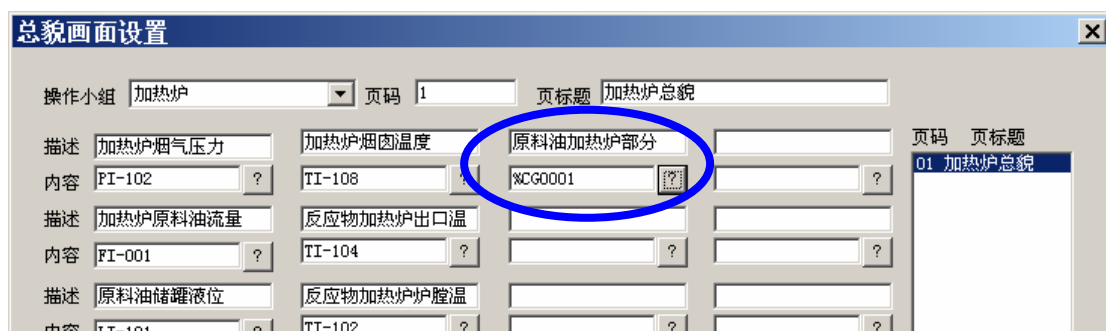 总貌画面设置
操作小组 加热炉 页码 1 页标题 加热炉总貌
描述 加热炉烟气压力 加热炉烟囱温度 原料油加热炉部分 页码 页标题
内容 PI-102 ? TI-108 ? %CG0001 ? ? 01 加热炉总貌
描述 加热炉原料油流量 反应物加热炉出口温
内容 FI-001 ? TI-104 ? ? ?
描述 原料油储罐液位 反应物加热炉炉膛温
内容 LI-101 ? TI-102 ? ? ?